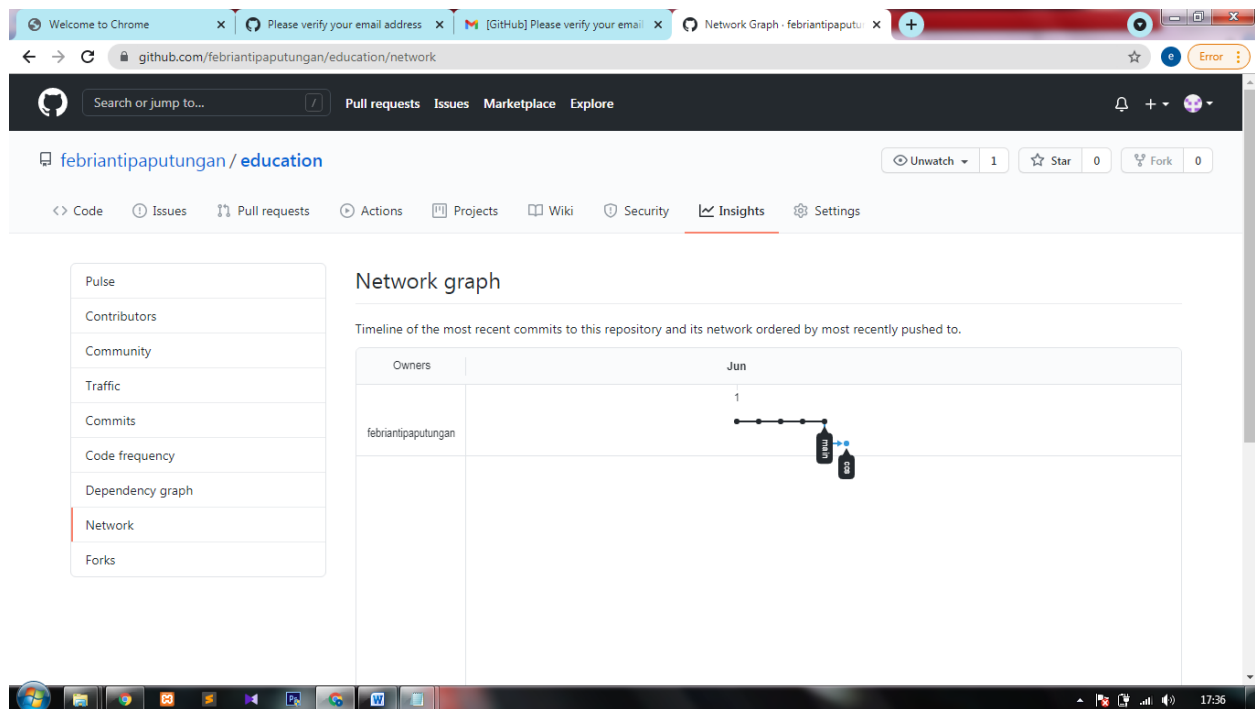 Welcome to Chrome
Please verify your email address
[GitHub] Please verify your email
Network Graph · febriantipaputu
github.com/febriantipaputungan/education/network
e
Error
Search or jump to...
/
Pull requests Issues Marketplace Explore
febriantipaputungan / education
Unwatch 1
Star 0
Fork 0
Code
Issues
Pull requests
Actions
Projects
Wiki
Security
Insights
Settings
Pulse
Contributors
Community
Traffic
Commits
Code frequency
Dependency graph
Network
Forks
Network graph
Timeline of the most recent commits to this repository and its network ordered by most recently pushed to.
Owners
Jun
1
febriantipaputungan
main
Ps
W
17:36